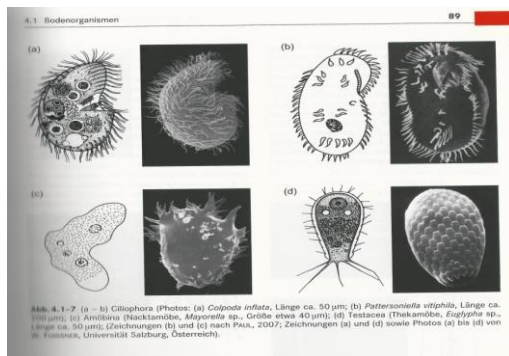 4.1 Bodenorganismen
89
(a)
(b)
(c)
(d)
Abb.4.1-7 (a – b) Ciliophora (Photos: (a) Colpoda inflata, Länge ca. 50 µm; (b) Pattersoniella vitiphila, Länge ca.
100 µm); (c) Amöbina (Nacktamöbe, Mayorella sp., Größe etwa 40 µm); (d) Testacea (Thekamöbe, Euglypha sp.,
Länge ca. 50 µm); (Zeichnungen (b) und (c) nach PAUL, 2007; Zeichnungen (a) und (d) sowie Photos (a) bis (d) von
W. FOISSNER, Universität Salzburg, Österreich).